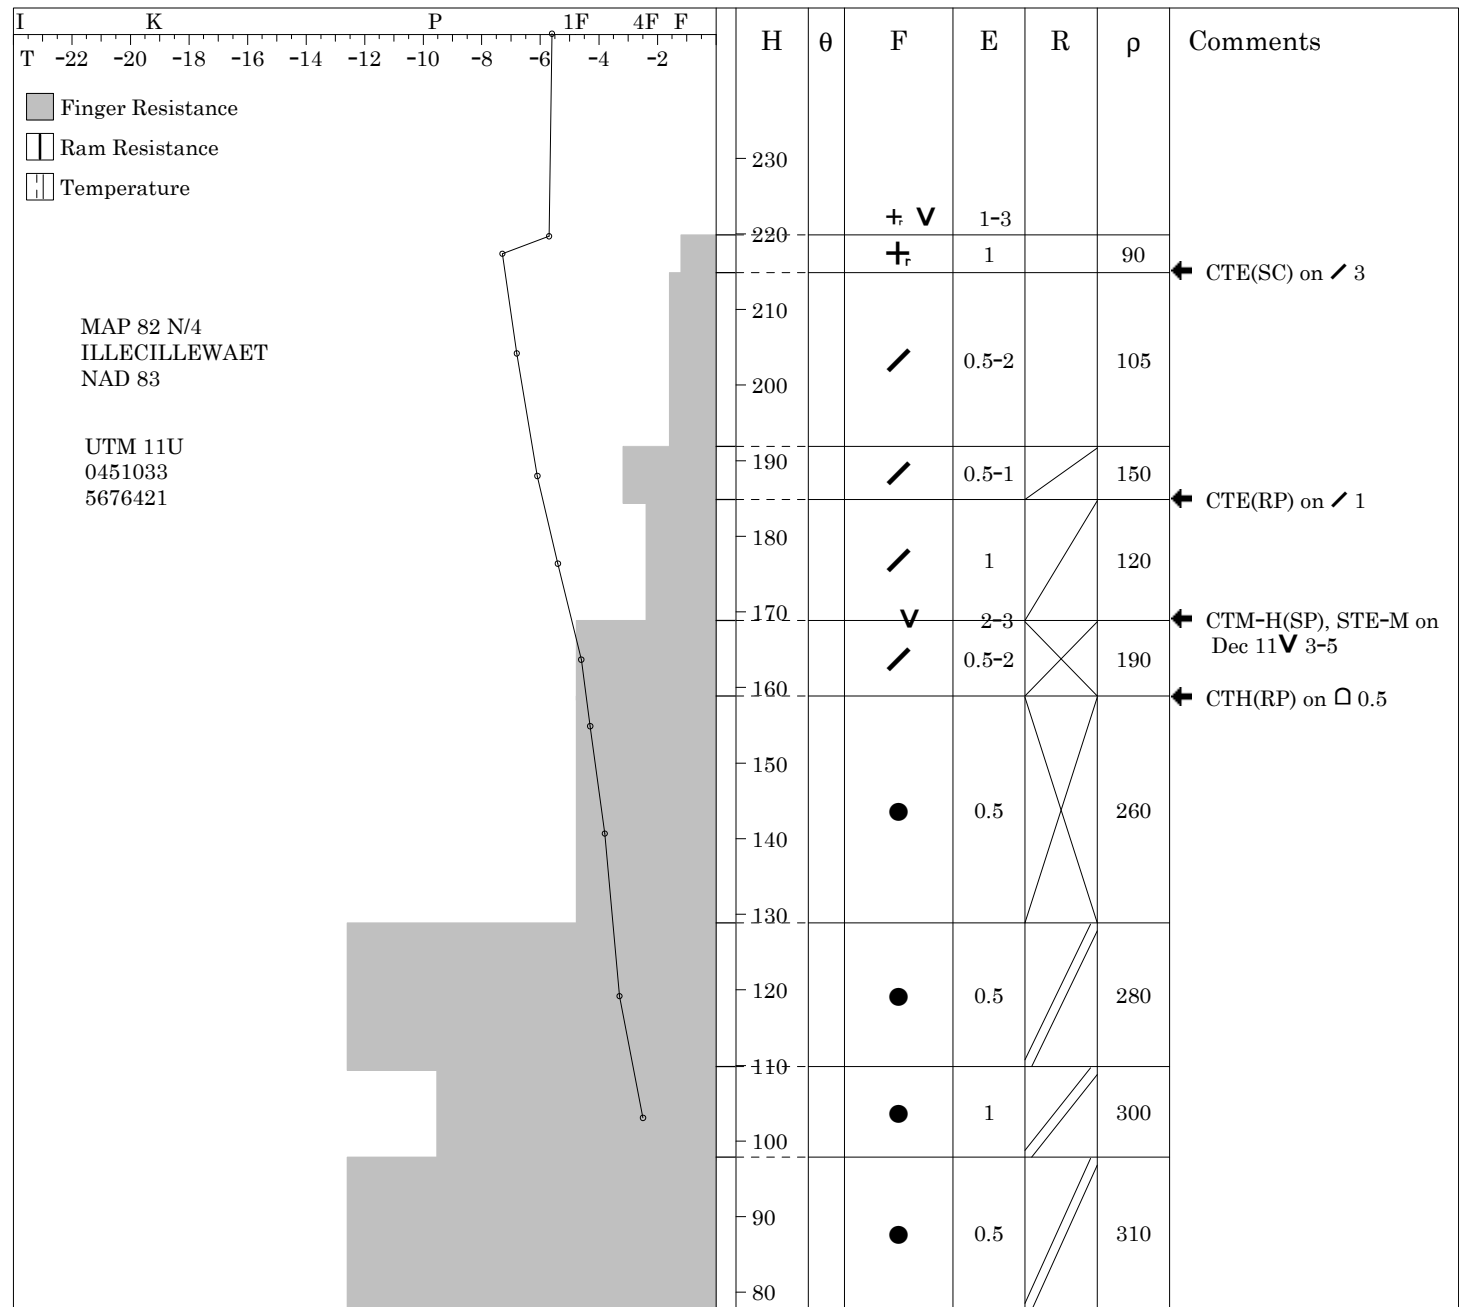 I K P 1F 4F F
T -22 -20 -18 -16 -14 -12 -10 -8 -6 -4 -2
H θ F E R ρ Comments
Finger Resistance
Ram Resistance
Temperature
230
+r V 1-3
220
+r 1 90
CTE(SC) on / 3
210
MAP 82 N/4
ILLECILLEWAET
NAD 83
/ 0.5-2 105
200
UTM 11U
0451033
5676421
190
/ 0.5-1 150
CTE(RP) on / 1
180
/ 1 120
170
V 2-3
CTM-H(SP), STE-M on
Dec 11 V 3-5
/ 0.5-2 190
160
CTH(RP) on 0.5
150
● 0.5 260
140
130
120
● 0.5 280
110
● 1 300
100
90
● 0.5 310
80